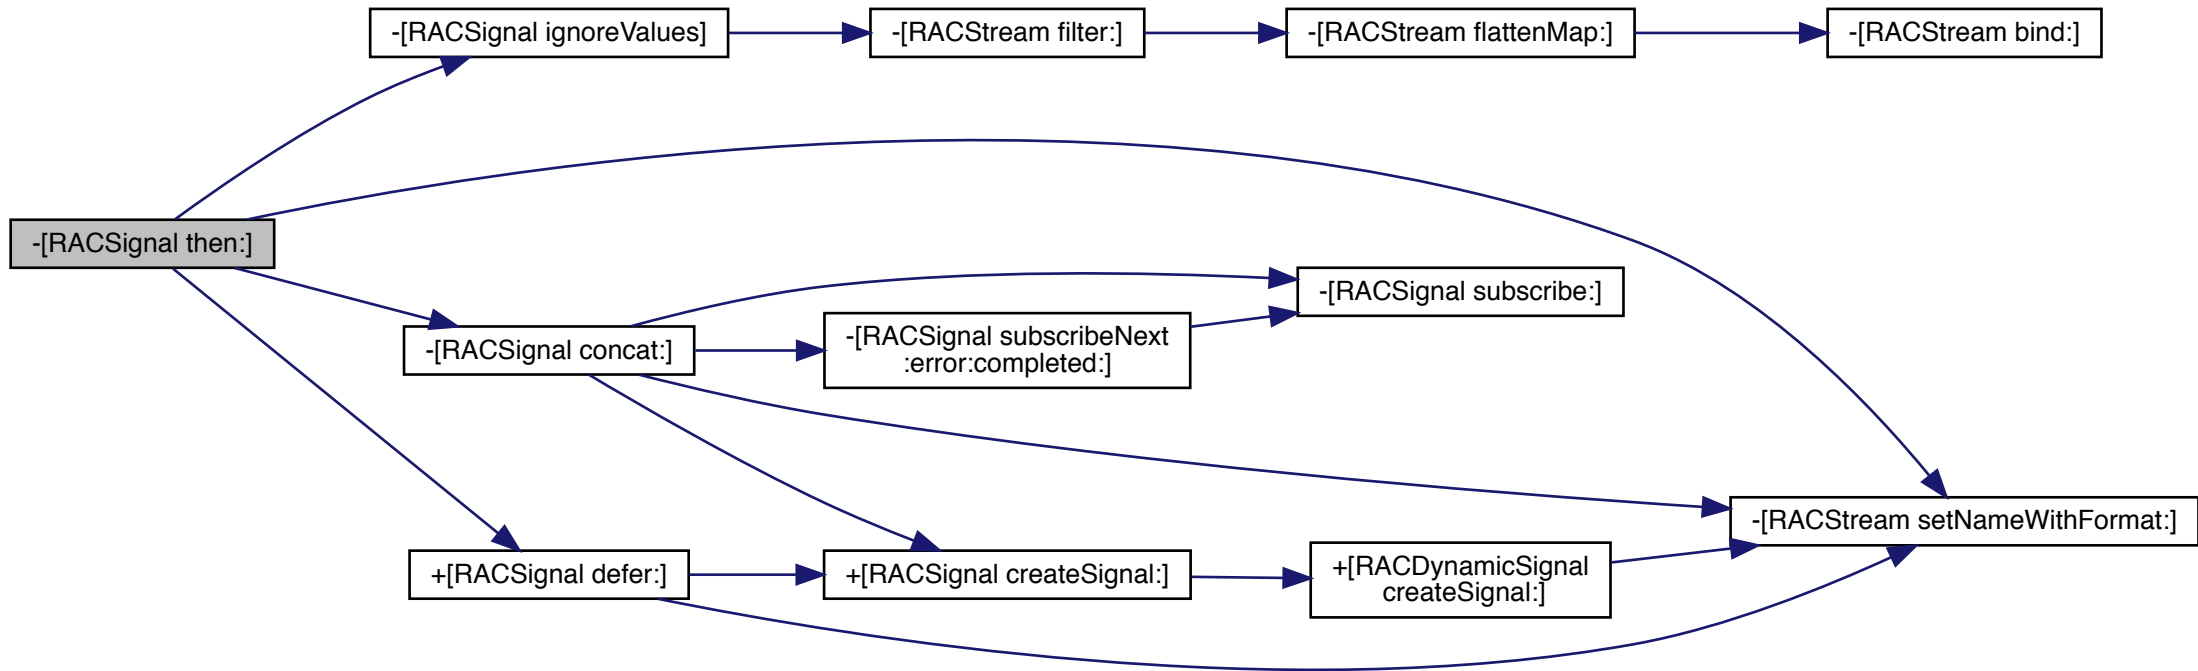 -[RACSignal ignoreValues]
-[RACStream filter:]
-[RACStream flattenMap:]
-[RACStream bind:]
-[RACSignal then:]
-[RACSignal subscribe:]
-[RACSignal concat:]
-[RACSignal subscribeNext
:error:completed:]
-[RACStream setNameWithFormat:]
+[RACSignal defer:]
+[RACSignal createSignal:]
+[RACDynamicSignal
createSignal:]